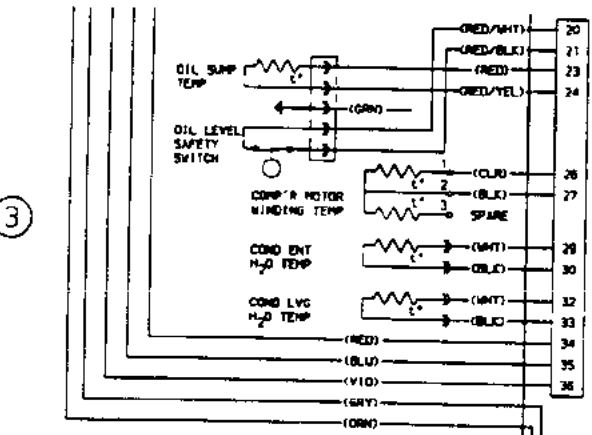 (RED/WHT) 20
(RED/BLK) 21
OIL SUMP TEMP t° (RED) 23
(RED/YEL) 24
(GRN)
OIL LEVEL
SAFETY
SWITCH
(CLR) 26
t° 2 (BLK) 27
COMP'R MOTOR
WINDING TEMP t° 3 SPARE
3
COND ENT
H2O TEMP t° (WHT) 29
(BLK) 30
COND LVG
H2O TEMP t° (WHT) 32
(BLK) 33
(RED) 34
(BLU) 35
(VIO) 36
(GRY)
(ORN)